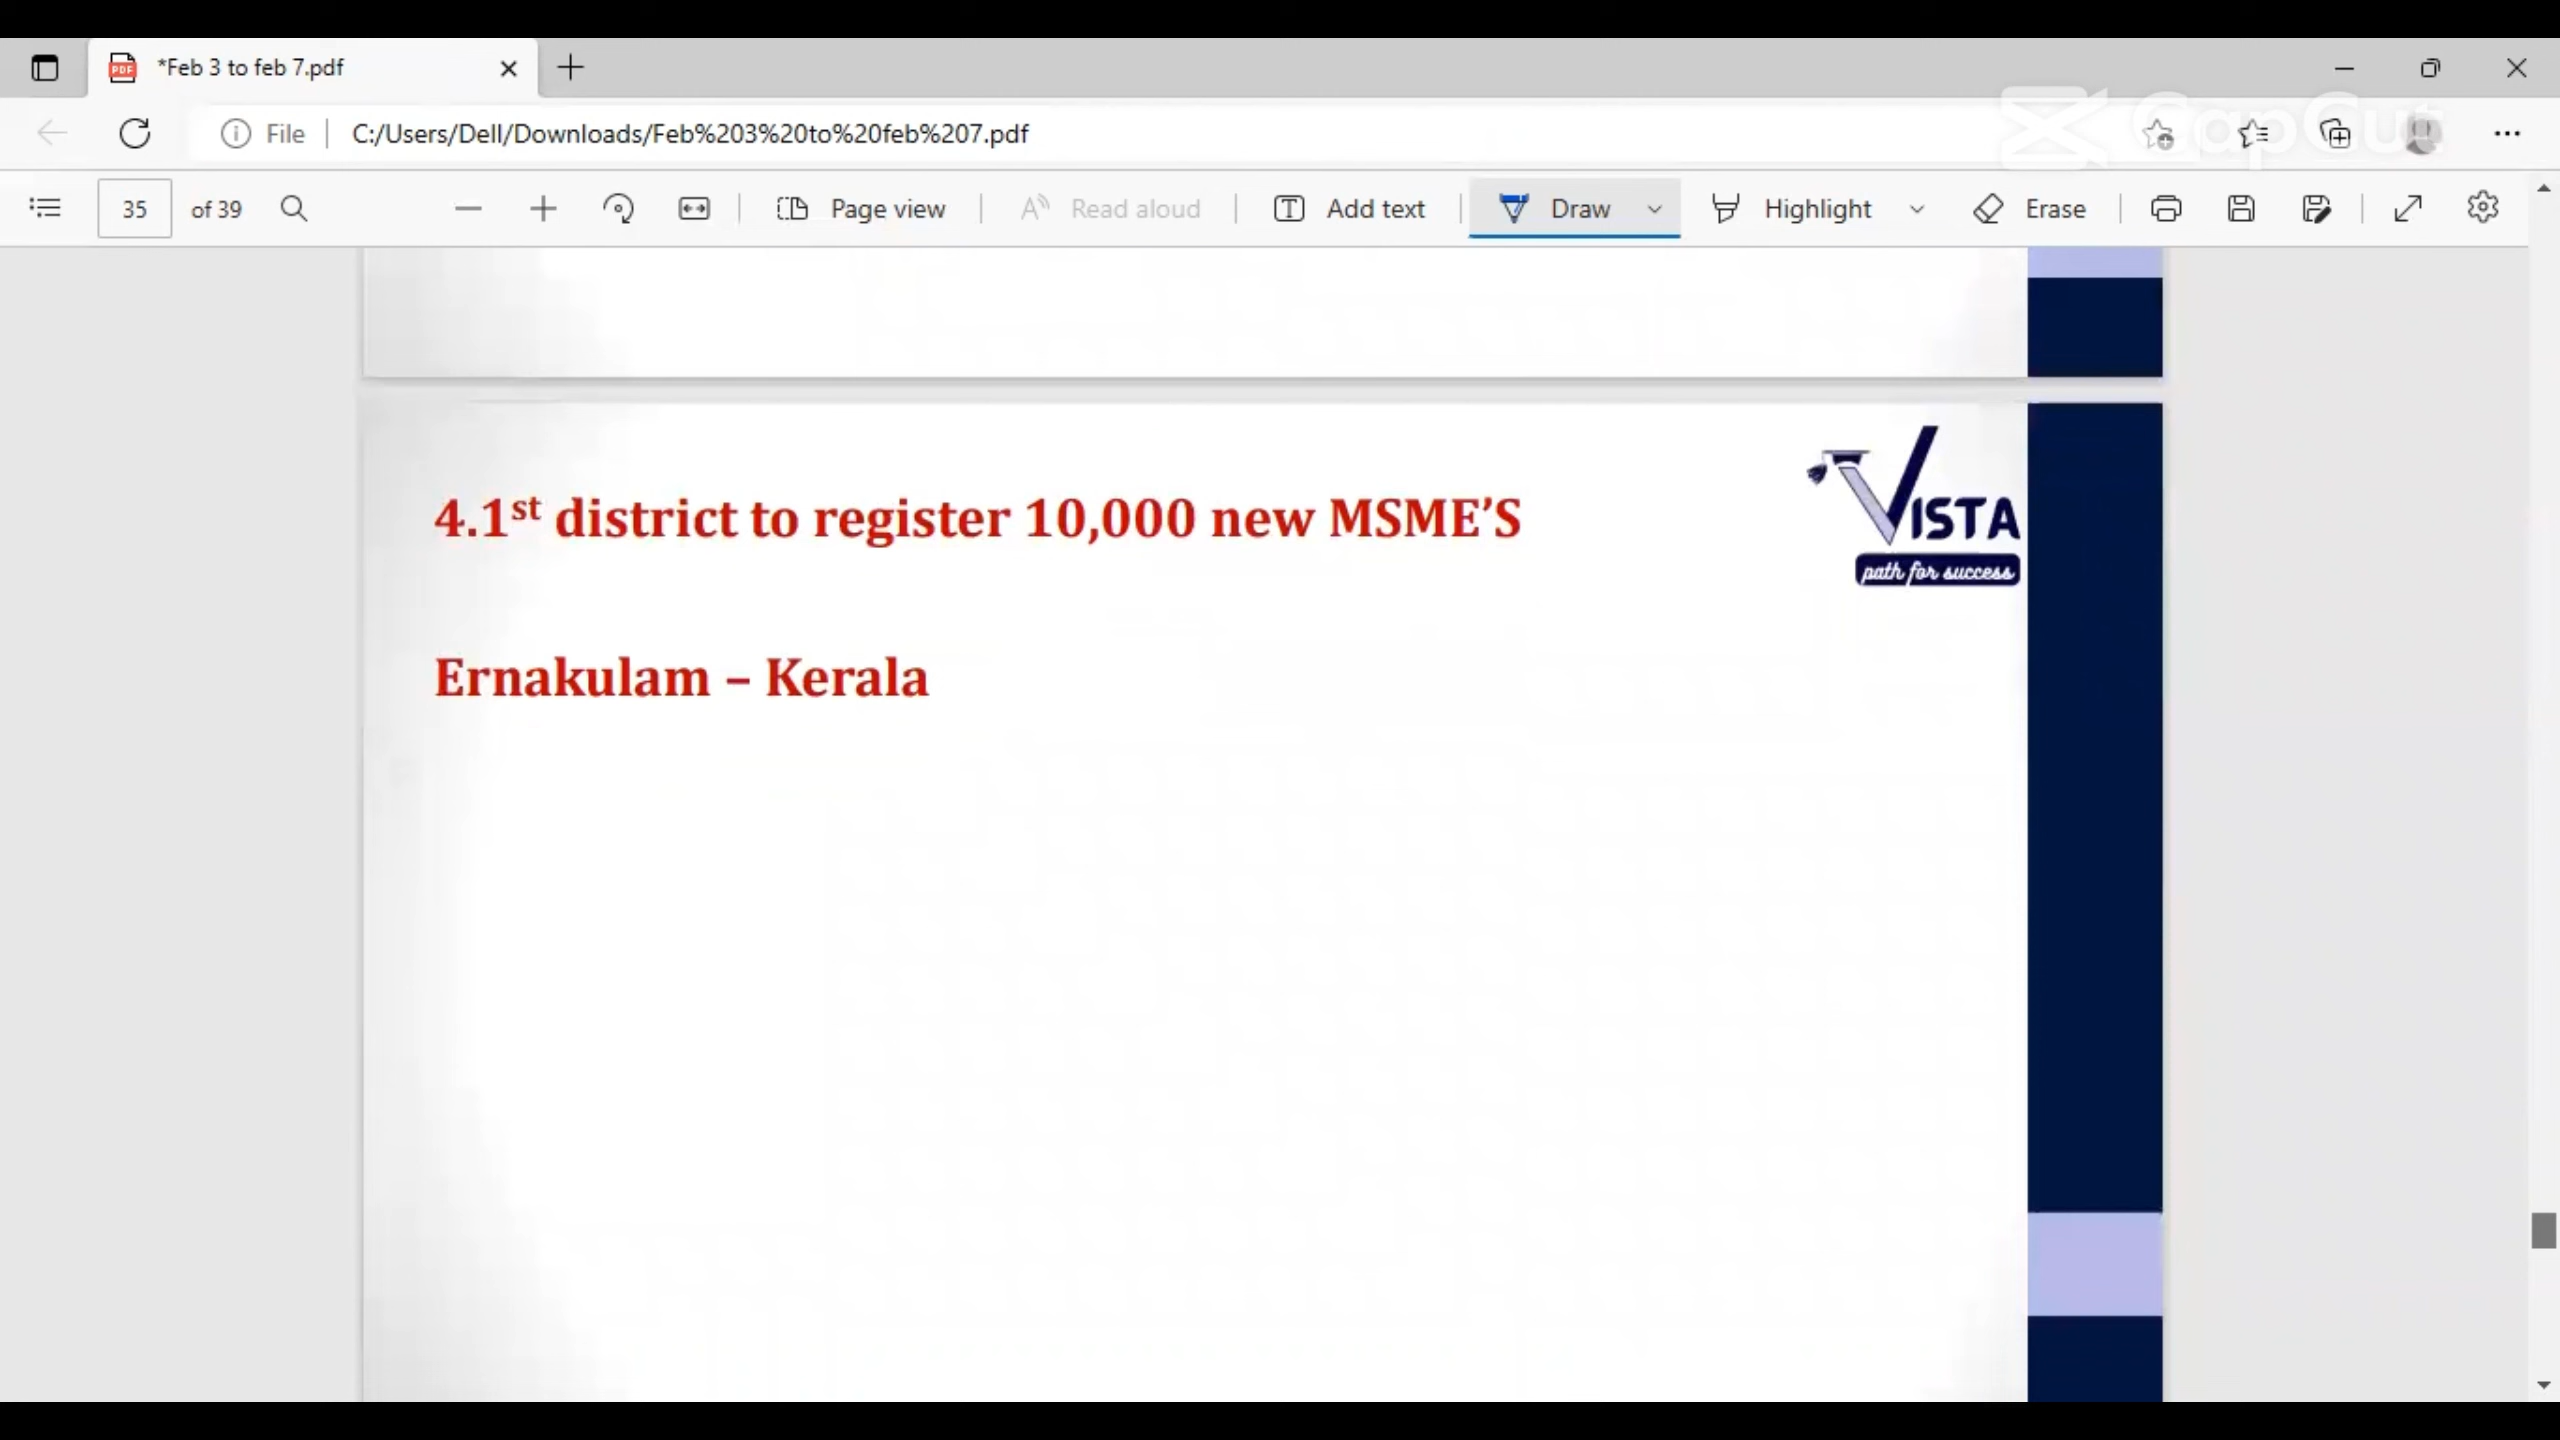 *Feb 3 to feb 7.pdf
File C:/Users/Dell/Downloads/Feb%203%20to%20feb%207.pdf
CapCut
35 of 39 Page view Read aloud Add text Draw Highlight Erase
4.1st district to register 10,000 new MSME’S
VISTA
path for success
Ernakulam – Kerala